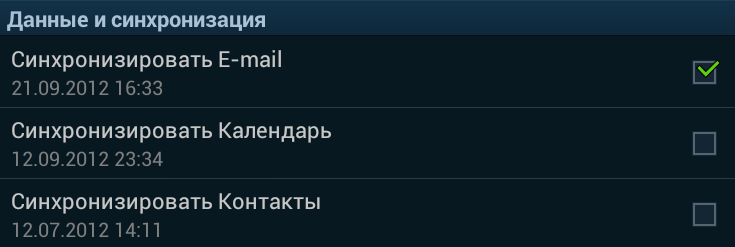 Данные и синхронизация
Синхронизировать E-mail
21.09.2012 16:33
Синхронизировать Календарь
12.09.2012 23:34
Синхронизировать Контакты
12.07.2012 14:11